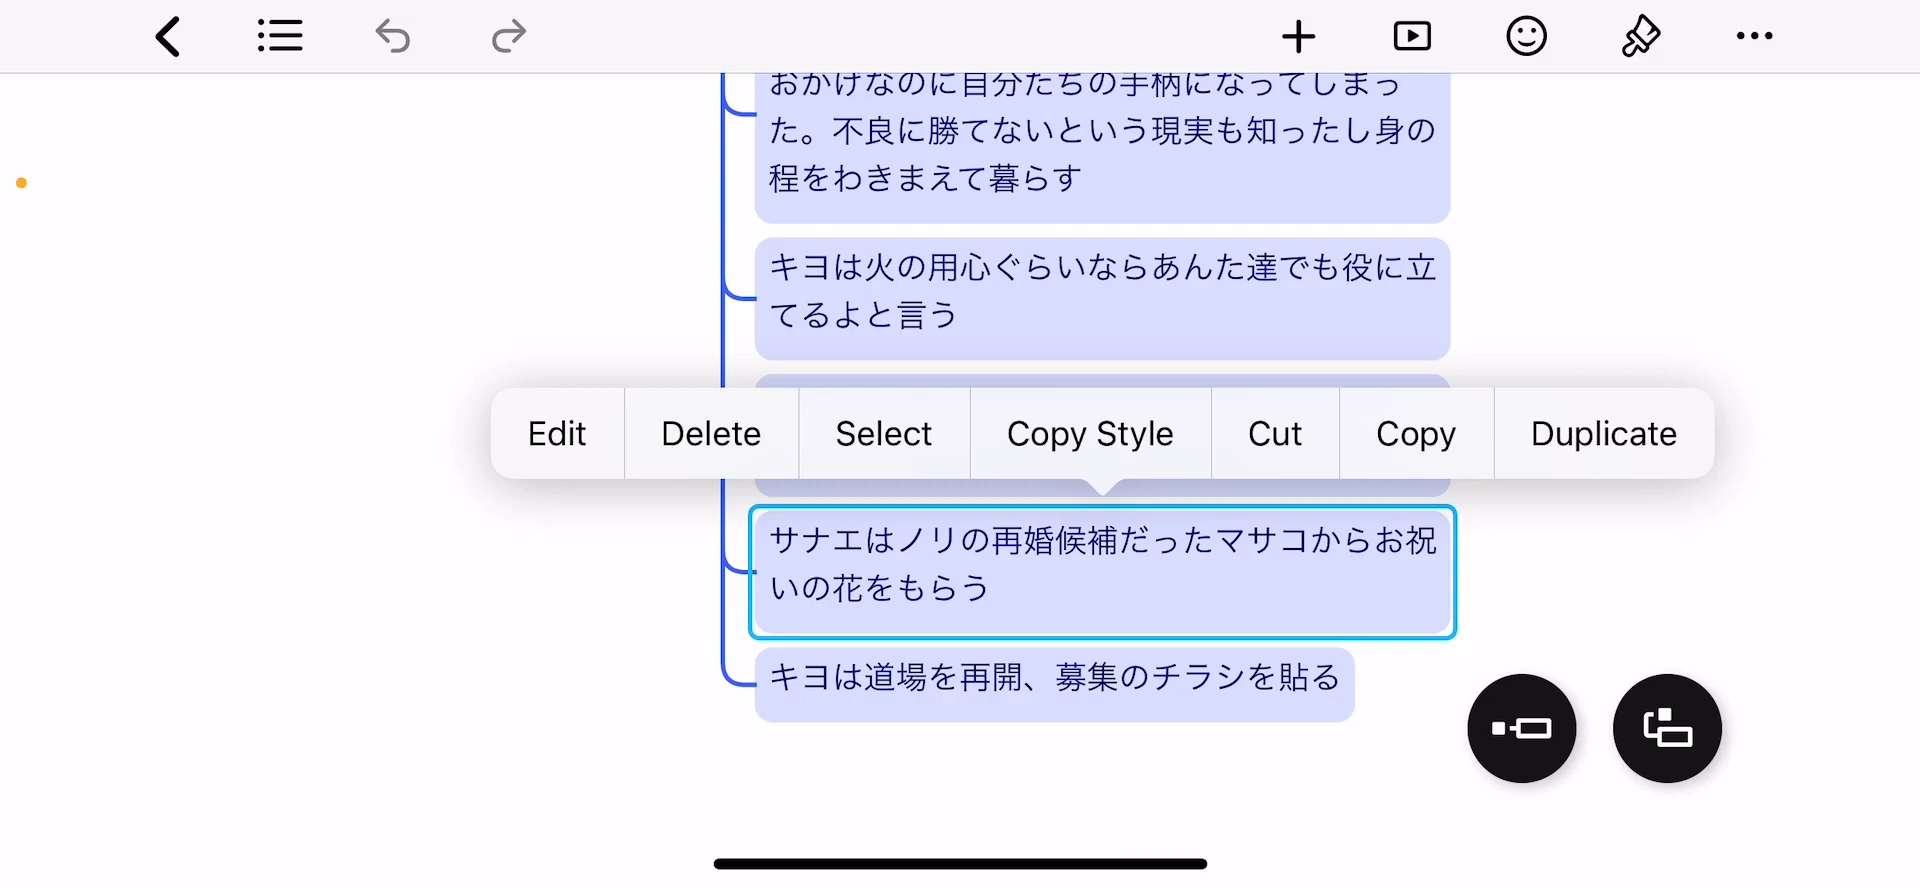 おかげなのに自分たちの手柄になってしまっ
た。不良に勝てないという現実も知ったし身の
程をわきまえて暮らす
キヨは火の用心ぐらいならあんた達でも役に立
てるよと言う
Edit
Delete
Select
Copy Style
Cut
Copy
Duplicate
サナエはノリの再婚候補だったマサコからお祝
いの花をもらう
キヨは道場を再開、募集のチラシを貼る